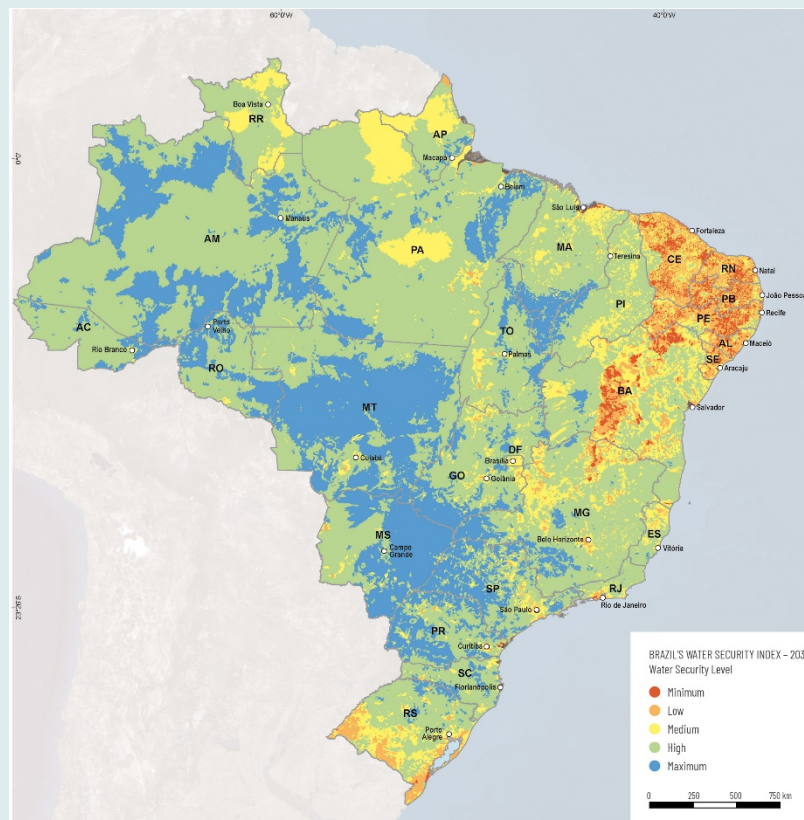 60°0'W
40°0'W
Boa Vista
RR
AP
Macapá
0°0'
Belém
São Luís
Manaus
Fortaleza
AM
PA
MA
Teresina
CE
RN
Natal
João Pessoa
PB
PI
Recife
AC
Porto
Velho
PE
TO
AL
Rio Branco
Palmas
Maceió
SE
RO
Aracaju
BA
MT
Salvador
DF
Cuiabá
Brasília
GO
Goiânia
MG
MS
ES
Belo Horizonte
Vitória
Campo
Grande
SP
RJ
São Paulo
Rio de Janeiro
23°26'S
PR
Curitiba
SC
Florianópolis
RS
Porto
Alegre
BRAZIL'S WATER SECURITY INDEX – 203
Water Security Level
Minimum
Low
Medium
High
Maximum
0 250 500 750 km